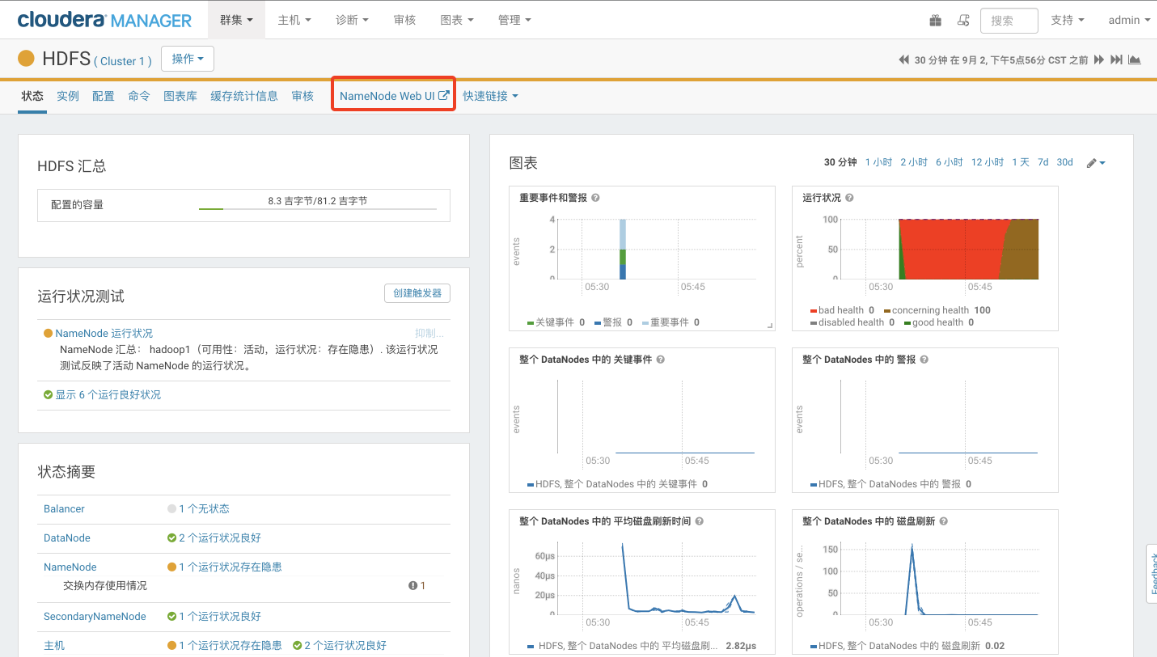 cloudera MANAGER 群集 主机 诊断 审核 图表 管理 搜索 支持 admin
HDFS ( Cluster 1 ) 操作 30 分钟 在 9月 2, 下午5点56分 CST 之前
状态 实例 配置 命令 图表库 缓存统计信息 审核 NameNode Web UI 快速链接
HDFS 汇总
配置的容量 8.3 吉字节/81.2 吉字节
运行状况测试 创建触发器
NameNode 运行状况 抑制...
NameNode 汇总： hadoop1（可用性：活动，运行状况：存在隐患）. 该运行状况
测试反映了活动 NameNode 的运行状况。
显示 6 个运行良好状况
状态摘要
Balancer 1 个无状态
DataNode 2 个运行状况良好
NameNode 1 个运行状况存在隐患
交换内存使用情况 1
SecondaryNameNode 1 个运行状况良好
主机 1 个运行状况存在隐患 2 个运行状况良好
图表 30 分钟 1 小时 2 小时 6 小时 12 小时 1 天 7d 30d
重要事件和警报
events
4
2
0
05:30 05:45
关键事件 0 警报 0 重要事件 0
运行状况
percent
100
50
0
05:30 05:45
bad health 0 concerning health 100
disabled health 0 good health 0
整个 DataNodes 中的 关键事件
events
05:30 05:45
HDFS, 整个 DataNodes 中的 关键事件 0
整个 DataNodes 中的 警报
events
05:30 05:45
HDFS, 整个 DataNodes 中的 警报 0
整个 DataNodes 中的 平均磁盘刷新时间
nanos
60µs
40µs
20µs
0
05:30 05:45
HDFS, 整个 DataNodes 中的 平均磁盘刷... 2.82µs
整个 DataNodes 中的 磁盘刷新
operations / se...
150
100
50
0
05:30 05:45
HDFS, 整个 DataNodes 中的 磁盘刷新 0.02
Feedback